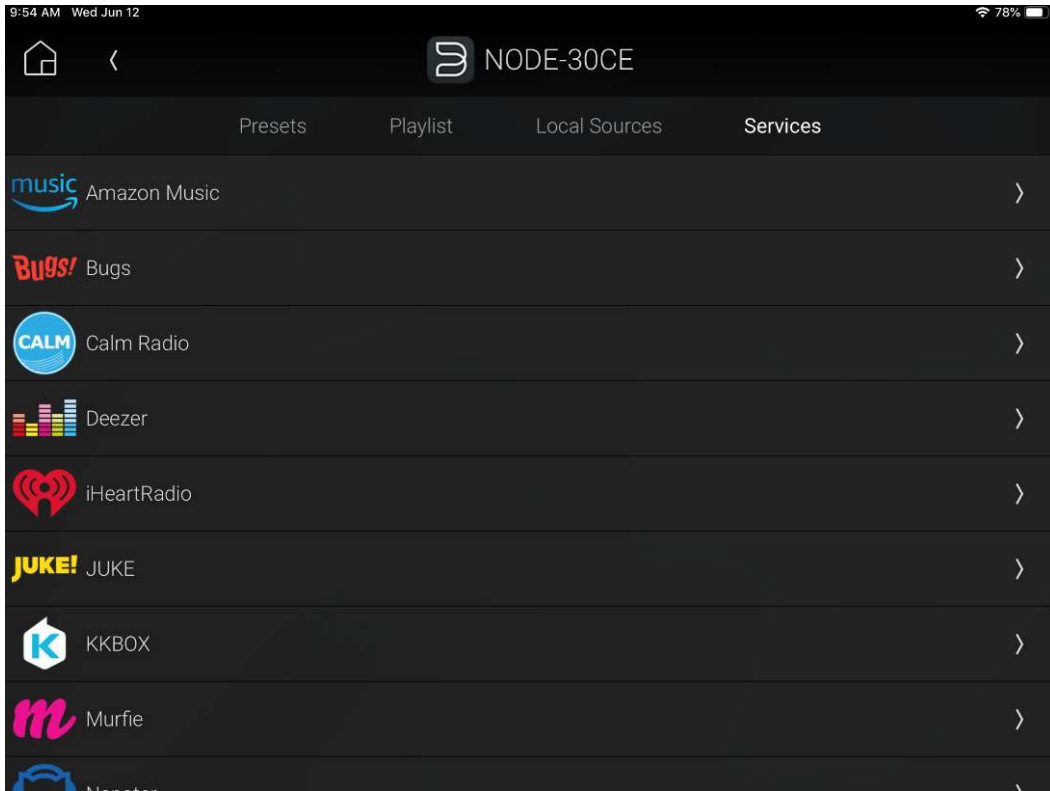 9:54 AM Wed Jun 12
78%
NODE-30CE
Presets Playlist Local Sources Services
music Amazon Music
Bugs! Bugs
CALM Calm Radio
Deezer
iHeartRadio
JUKE! JUKE
K KKBOX
m Murfie